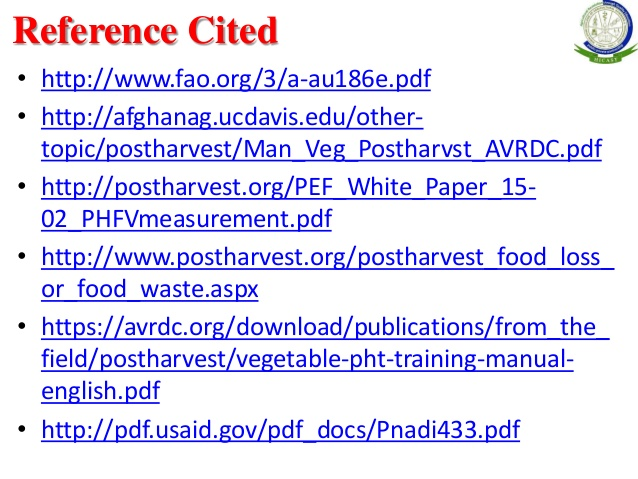 Reference Cited
• http://www.fao.org/3/a-au186e.pdf
• http://afghanag.ucdavis.edu/other-
topic/postharvest/Man_Veg_Postharvst_AVRDC.pdf
• http://postharvest.org/PEF_White_Paper_15-
02_PHFVmeasurement.pdf
• http://www.postharvest.org/postharvest_food_loss_
or_food_waste.aspx
• https://avrdc.org/download/publications/from_the_
field/postharvest/vegetable-pht-training-manual-
english.pdf
• http://pdf.usaid.gov/pdf_docs/Pnadi433.pdf